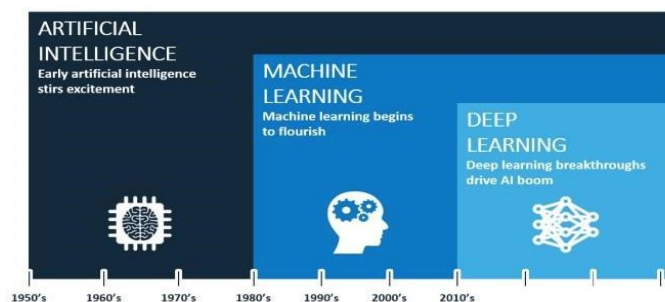 ARTIFICIAL
INTELLIGENCE
Early artificial intelligence
stirs excitement
MACHINE
LEARNING
Machine learning begins
to flourish
DEEP
LEARNING
Deep learning breakthroughs
drive AI boom
1950's 1960's 1970's 1980's 1990's 2000's 2010's